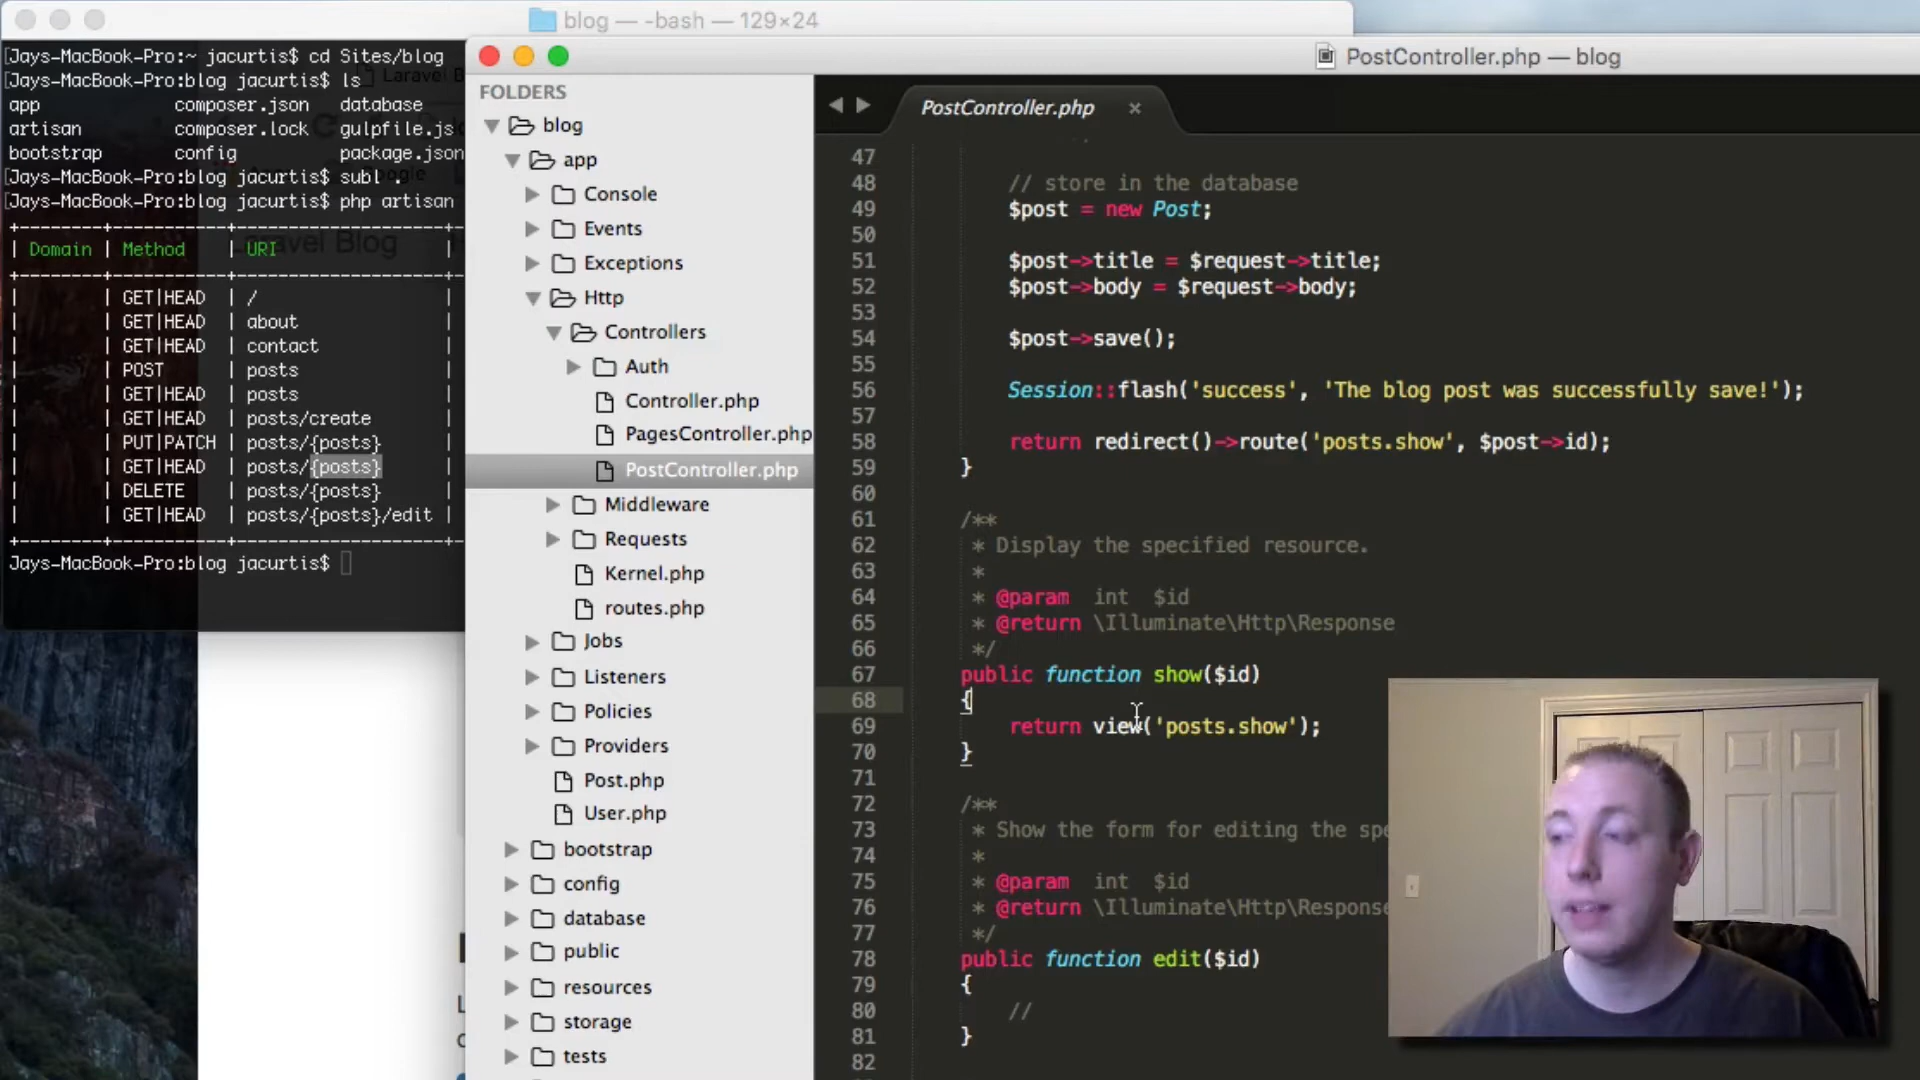 blog — -bash — 129×24
[Jays-MacBook-Pro:~ jacurtis$ cd Sites/blog
[Jays-MacBook-Pro:blog jacurtis$ ls
app composer.json database
artisan composer.lock gulpfile.js
bootstrap config package.json
[Jays-MacBook-Pro:blog jacurtis$ subl .
[Jays-MacBook-Pro:blog jacurtis$ php artisan
| Domain | Method | URI |
| | GET|HEAD | / |
| | GET|HEAD | about |
| | GET|HEAD | contact |
| | POST | posts |
| | GET|HEAD | posts |
| | GET|HEAD | posts/create |
| | PUT|PATCH | posts/{posts} |
| | GET|HEAD | posts/{posts} |
| | DELETE | posts/{posts} |
| | GET|HEAD | posts/{posts}/edit |
Jays-MacBook-Pro:blog jacurtis$
Laravel Blog
PostController.php — blog
FOLDERS
blog
app
Console
Events
Exceptions
Http
Controllers
Auth
Controller.php
PagesController.php
PostController.php
Middleware
Requests
Kernel.php
routes.php
Jobs
Listeners
Policies
Providers
Post.php
User.php
bootstrap
config
database
public
resources
storage
tests
PostController.php ×
47
48 // store in the database
49 $post = new Post;
50
51 $post->title = $request->title;
52 $post->body = $request->body;
53
54 $post->save();
55
56 Session::flash('success', 'The blog post was successfully save!');
57
58 return redirect()->route('posts.show', $post->id);
59 }
60
61 /**
62 * Display the specified resource.
63 *
64 * @param int $id
65 * @return \Illuminate\Http\Response
66 */
67 public function show($id)
68 {
69 return view('posts.show');
70 }
71
72 /**
73 * Show the form for editing the spe
74 *
75 * @param int $id
76 * @return \Illuminate\Http\Response
77 */
78 public function edit($id)
79 {
80 //
81 }
82